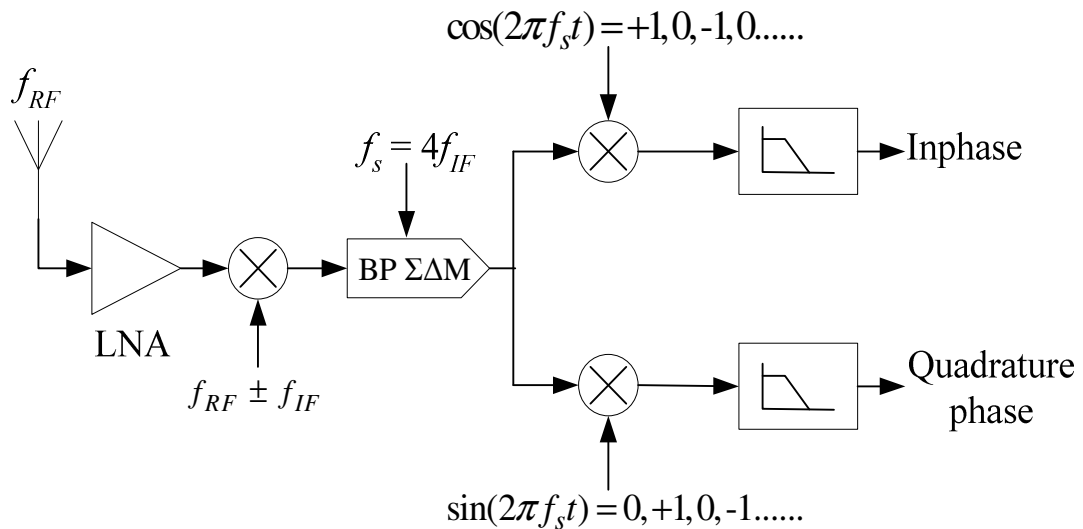 cos(2πf_s t) = +1,0,-1,0......
f_RF
f_s = 4f_IF
Inphase
BP ΣΔM
LNA
f_RF ± f_IF
Quadrature
phase
sin(2πf_s t) = 0,+1,0,-1......